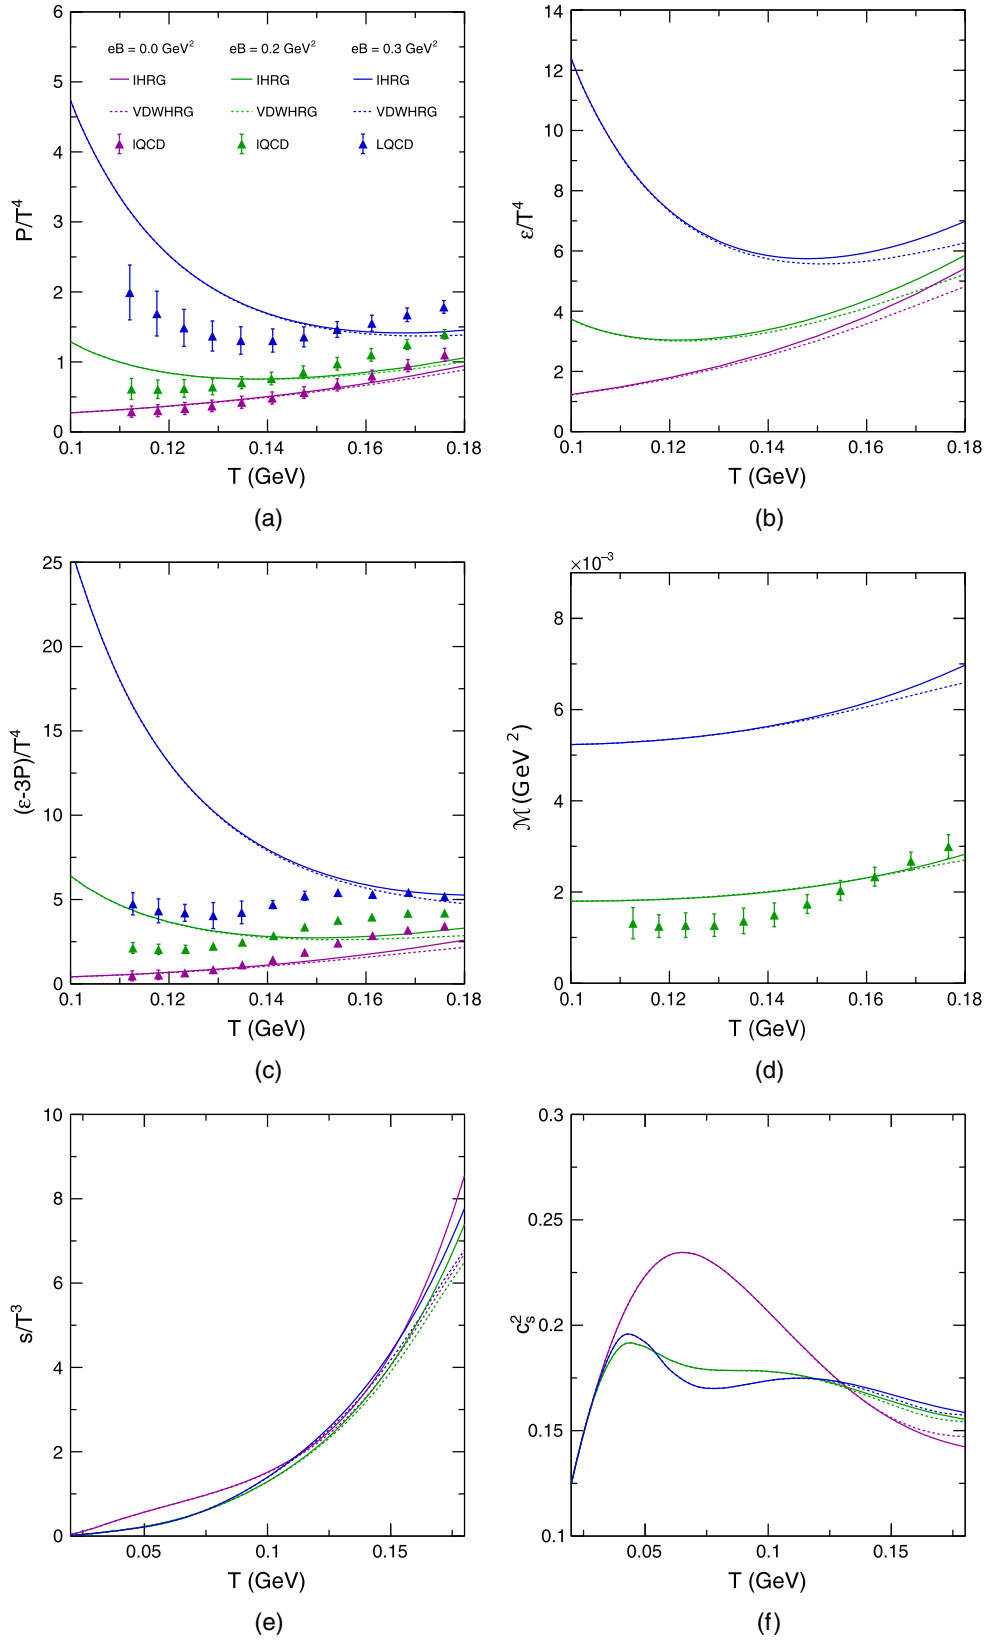 6
5
4
3
2
1
0
P/T⁴
eB = 0.0 GeV² eB = 0.2 GeV² eB = 0.3 GeV²
IHRG IHRG IHRG
VDWHRG VDWHRG VDWHRG
lQCD lQCD LQCD
0.1 0.12 0.14 0.16 0.18
T (GeV)
(a)
14
12
10
8
6
4
2
0
ε/T⁴
0.1 0.12 0.14 0.16 0.18
T (GeV)
(b)
25
20
15
10
5
0
(ε-3P)/T⁴
0.1 0.12 0.14 0.16 0.18
T (GeV)
(c)
×10⁻³
8
6
4
2
0
ℳ (GeV²)
0.1 0.12 0.14 0.16 0.18
T (GeV)
(d)
10
8
6
4
2
0
s/T³
0.05 0.1 0.15
T (GeV)
(e)
0.3
0.25
0.2
0.15
0.1
c_s²
0.05 0.1 0.15
T (GeV)
(f)